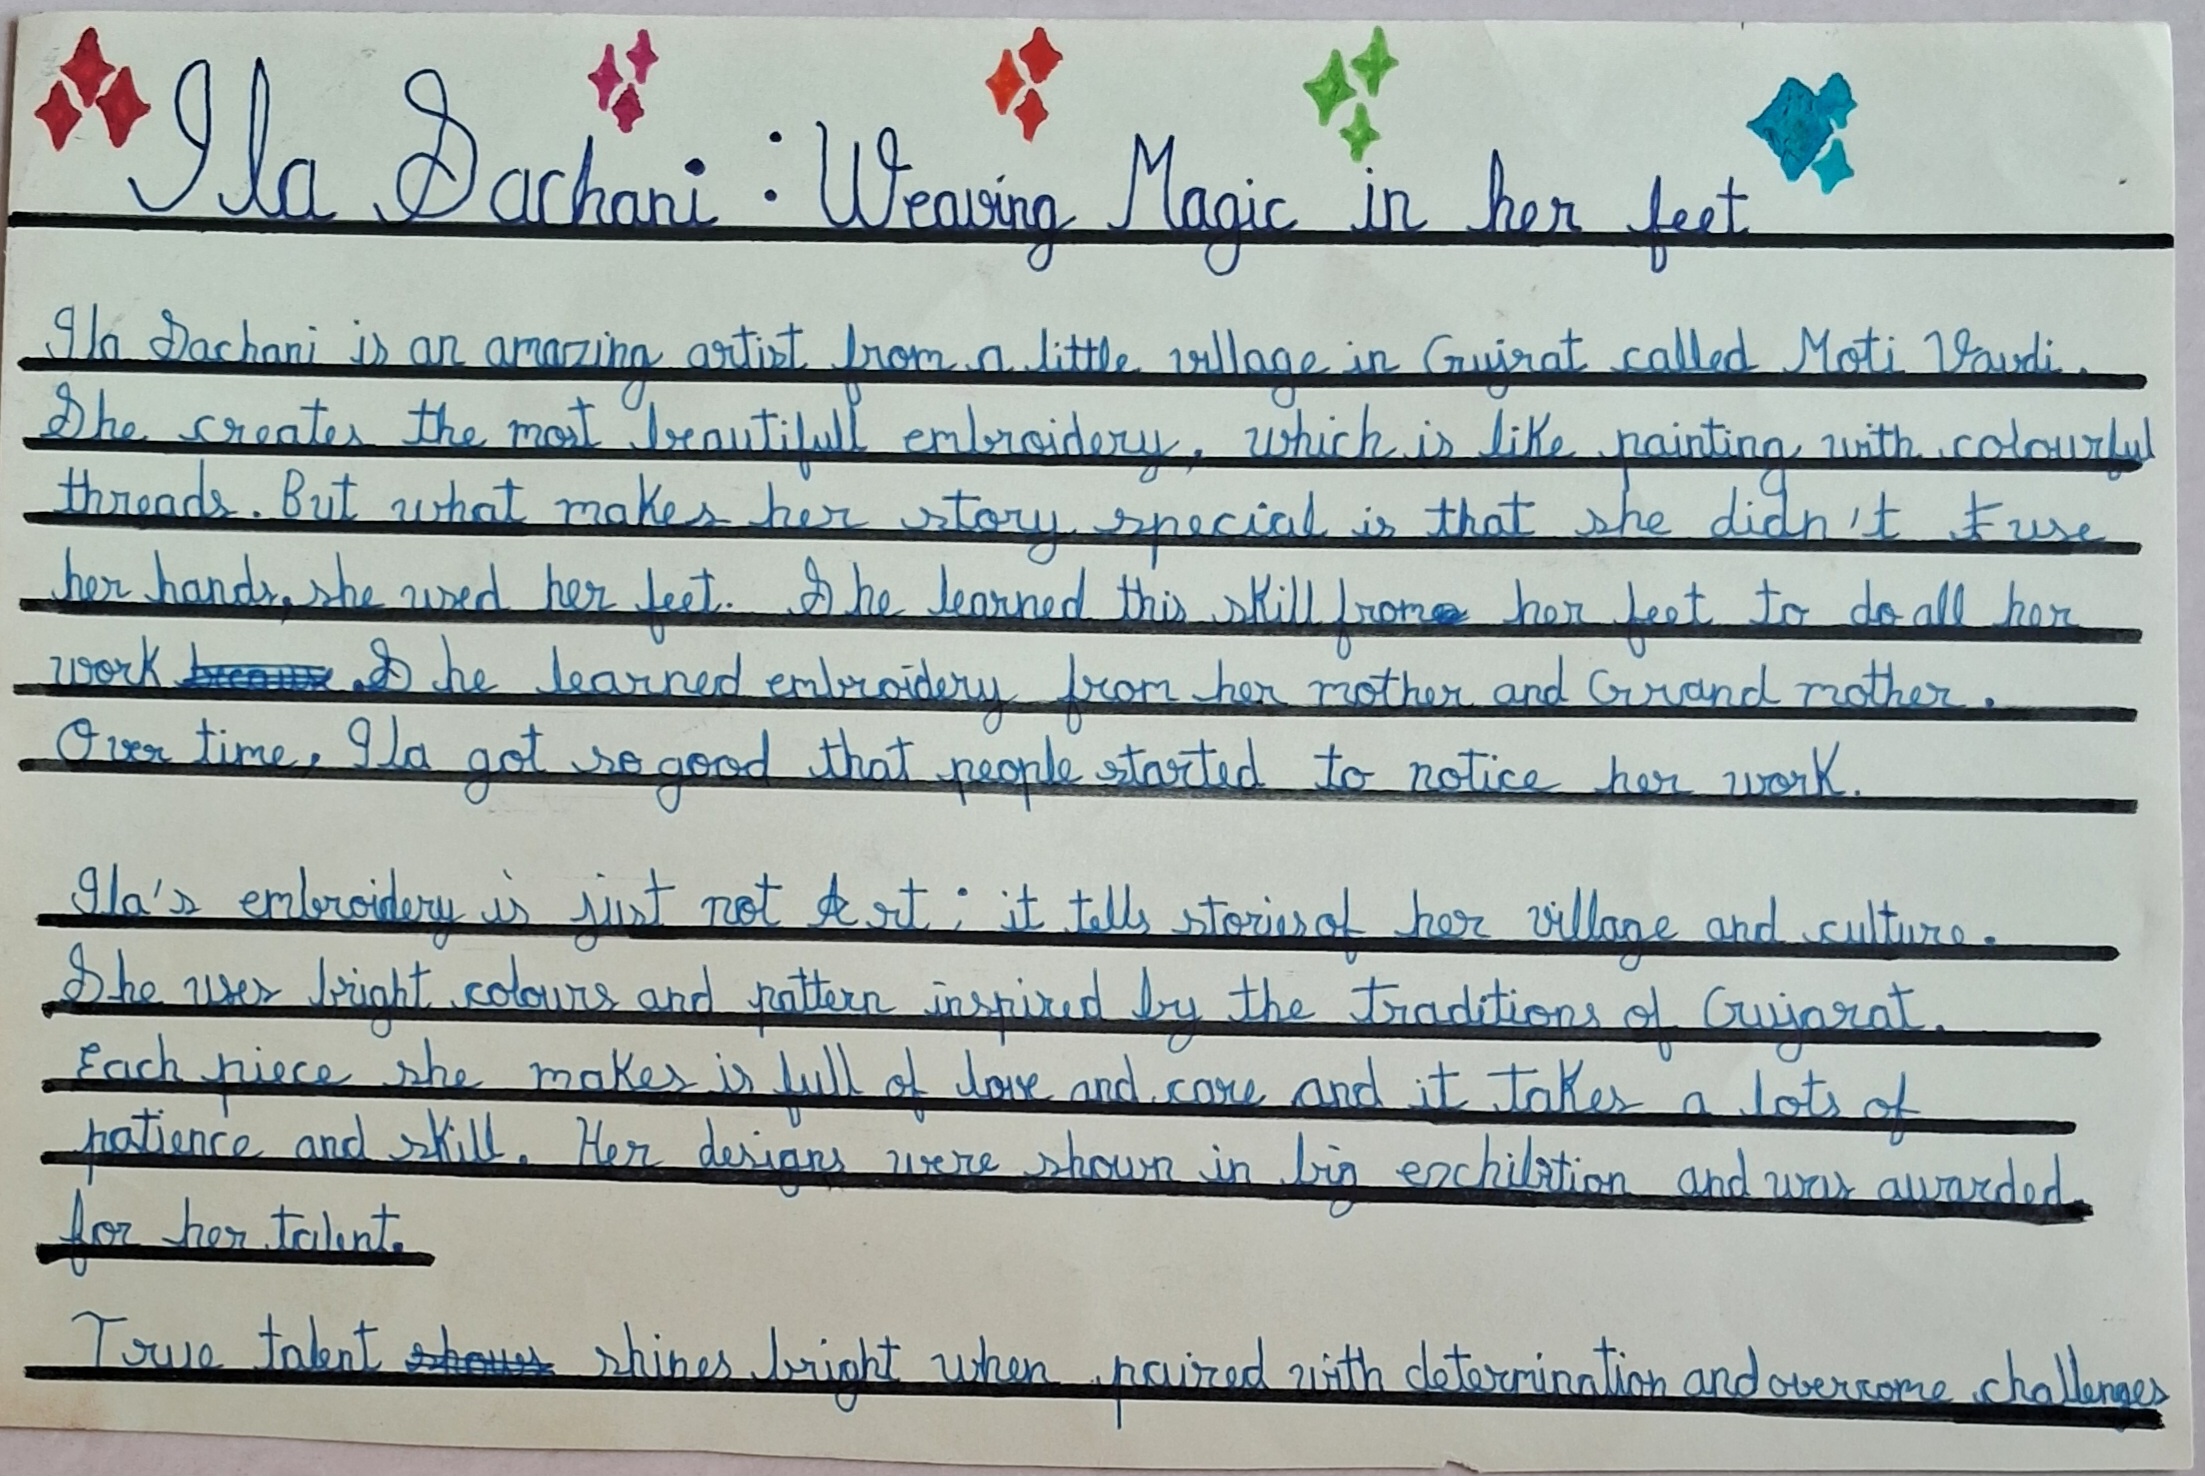 Ila Sachani : Weaving Magic in her feet
Ila Sachani is an amazing artist from a little village in Gujrat called Moti Vaudi.
She creates the most beautifull embroidery, which is like painting with colourful
threads. But what makes her story special is that she didn't use
her hands, she used her feet. She learned this skill from her feet to do all her
work She learned embroidery from her mother and Grand mother.
Over time, Ila got so good that people started to notice her work.
Ila's embroidery is just not Art ; it tells stories of her village and culture.
She uses bright colours and pattern inspired by the traditions of Gujarat.
Each piece she makes is full of love and care and it takes a lots of
patience and skill. Her designs were shown in big exchibition and was awarded
for her talent.
True talent shines bright when paired with determination and overcome challenges